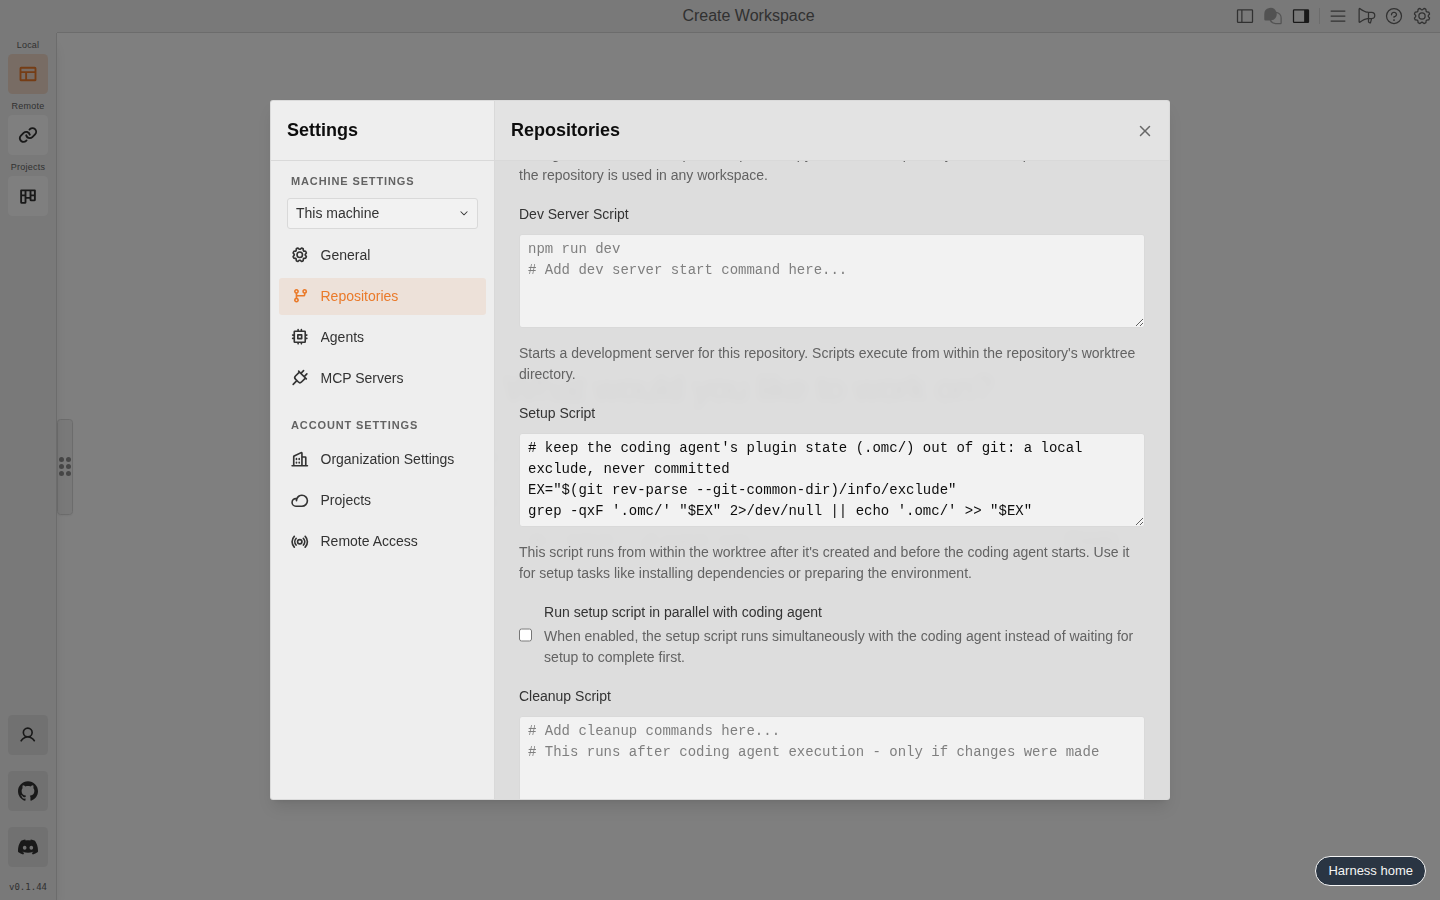 Create Workspace
Local
Remote
Projects
v0.1.44
Settings
MACHINE SETTINGS
This machine
General
Repositories
Agents
MCP Servers
ACCOUNT SETTINGS
Organization Settings
Projects
Remote Access
Repositories
the repository is used in any workspace.
Dev Server Script
npm run dev
# Add dev server start command here...
Starts a development server for this repository. Scripts execute from within the repository's worktree
directory.
Setup Script
# keep the coding agent's plugin state (.omc/) out of git: a local
exclude, never committed
EX="$(git rev-parse --git-common-dir)/info/exclude"
grep -qxF '.omc/' "$EX" 2>/dev/null || echo '.omc/' >> "$EX"
This script runs from within the worktree after it's created and before the coding agent starts. Use it
for setup tasks like installing dependencies or preparing the environment.
Run setup script in parallel with coding agent
When enabled, the setup script runs simultaneously with the coding agent instead of waiting for
setup to complete first.
Cleanup Script
# Add cleanup commands here...
# This runs after coding agent execution - only if changes were made
Harness home